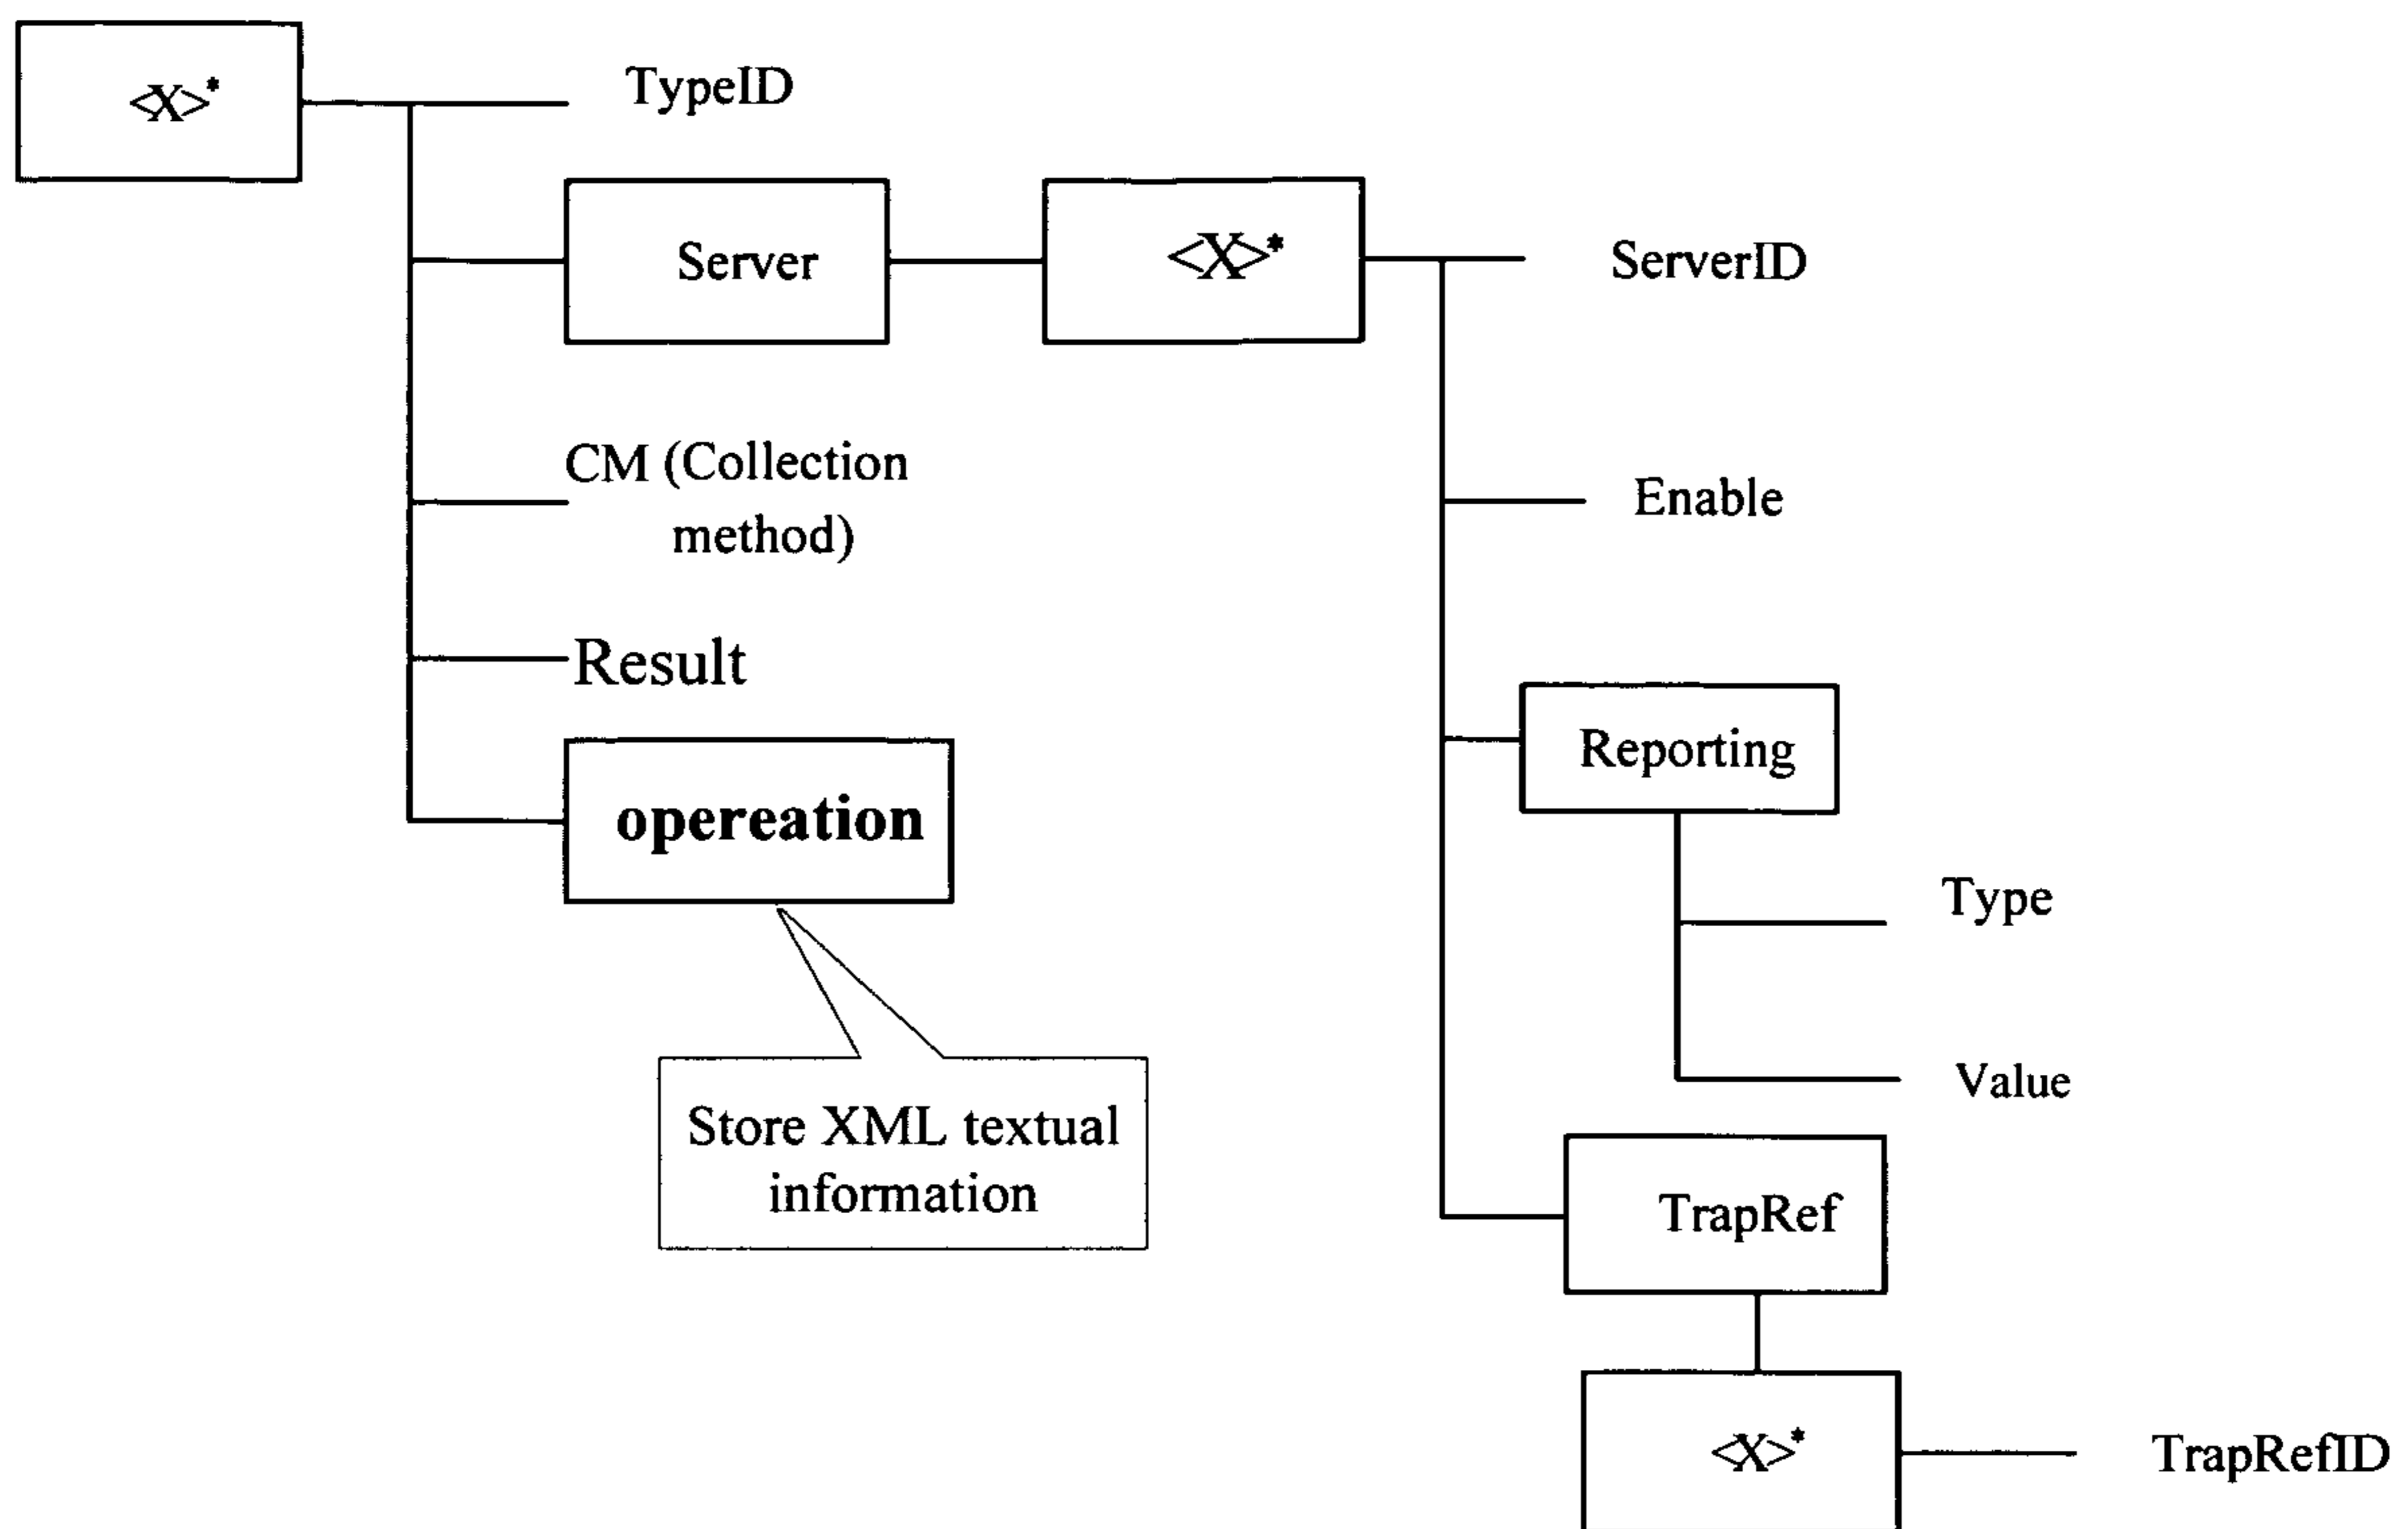 <X>*
TypeID
Server
<X>*
ServerID
CM (Collection
method)
Enable
Result
Reporting
opereation
Type
Value
Store XML textual
information
TrapRef
<X>*
TrapRefID